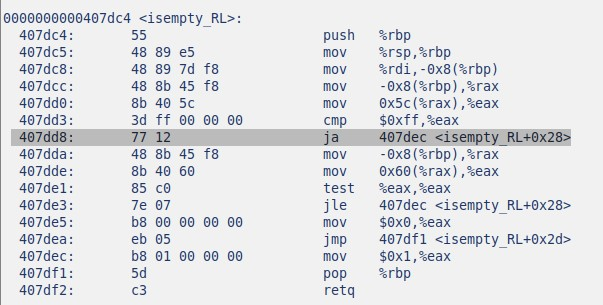 0000000000407dc4 <isempty_RL>:
407dc4: 55 push %rbp
407dc5: 48 89 e5 mov %rsp,%rbp
407dc8: 48 89 7d f8 mov %rdi,-0x8(%rbp)
407dcc: 48 8b 45 f8 mov -0x8(%rbp),%rax
407dd0: 8b 40 5c mov 0x5c(%rax),%eax
407dd3: 3d ff 00 00 00 cmp $0xff,%eax
407dd8: 77 12 ja 407dec <isempty_RL+0x28>
407dda: 48 8b 45 f8 mov -0x8(%rbp),%rax
407dde: 8b 40 60 mov 0x60(%rax),%eax
407de1: 85 c0 test %eax,%eax
407de3: 7e 07 jle 407dec <isempty_RL+0x28>
407de5: b8 00 00 00 00 mov $0x0,%eax
407dea: eb 05 jmp 407df1 <isempty_RL+0x2d>
407dec: b8 01 00 00 00 mov $0x1,%eax
407df1: 5d pop %rbp
407df2: c3 retq